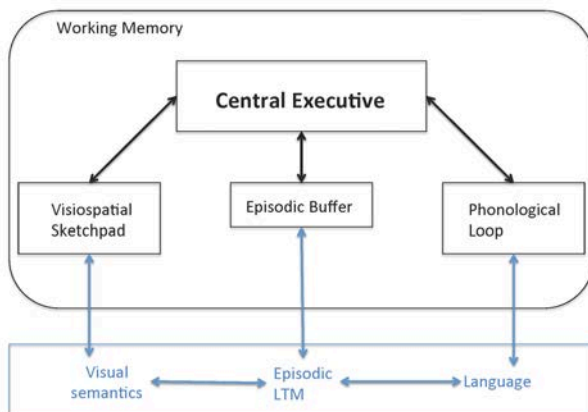 Working Memory
Central Executive
Visiospatial
Sketchpad
Episodic Buffer
Phonological
Loop
Visual
semantics
Episodic
LTM
Language